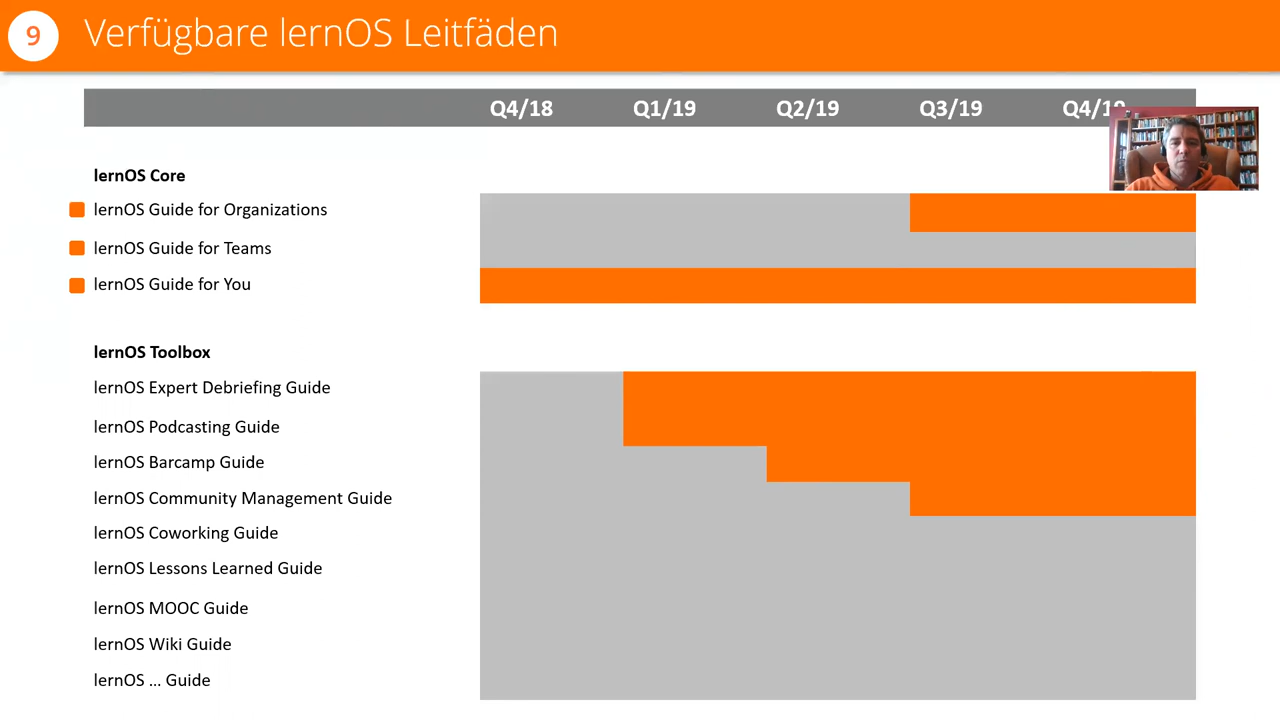 9 Verfügbare lernOS Leitfäden
Q4/18 Q1/19 Q2/19 Q3/19 Q4/19
lernOS Core
lernOS Guide for Organizations
lernOS Guide for Teams
lernOS Guide for You
lernOS Toolbox
lernOS Expert Debriefing Guide
lernOS Podcasting Guide
lernOS Barcamp Guide
lernOS Community Management Guide
lernOS Coworking Guide
lernOS Lessons Learned Guide
lernOS MOOC Guide
lernOS Wiki Guide
lernOS ... Guide